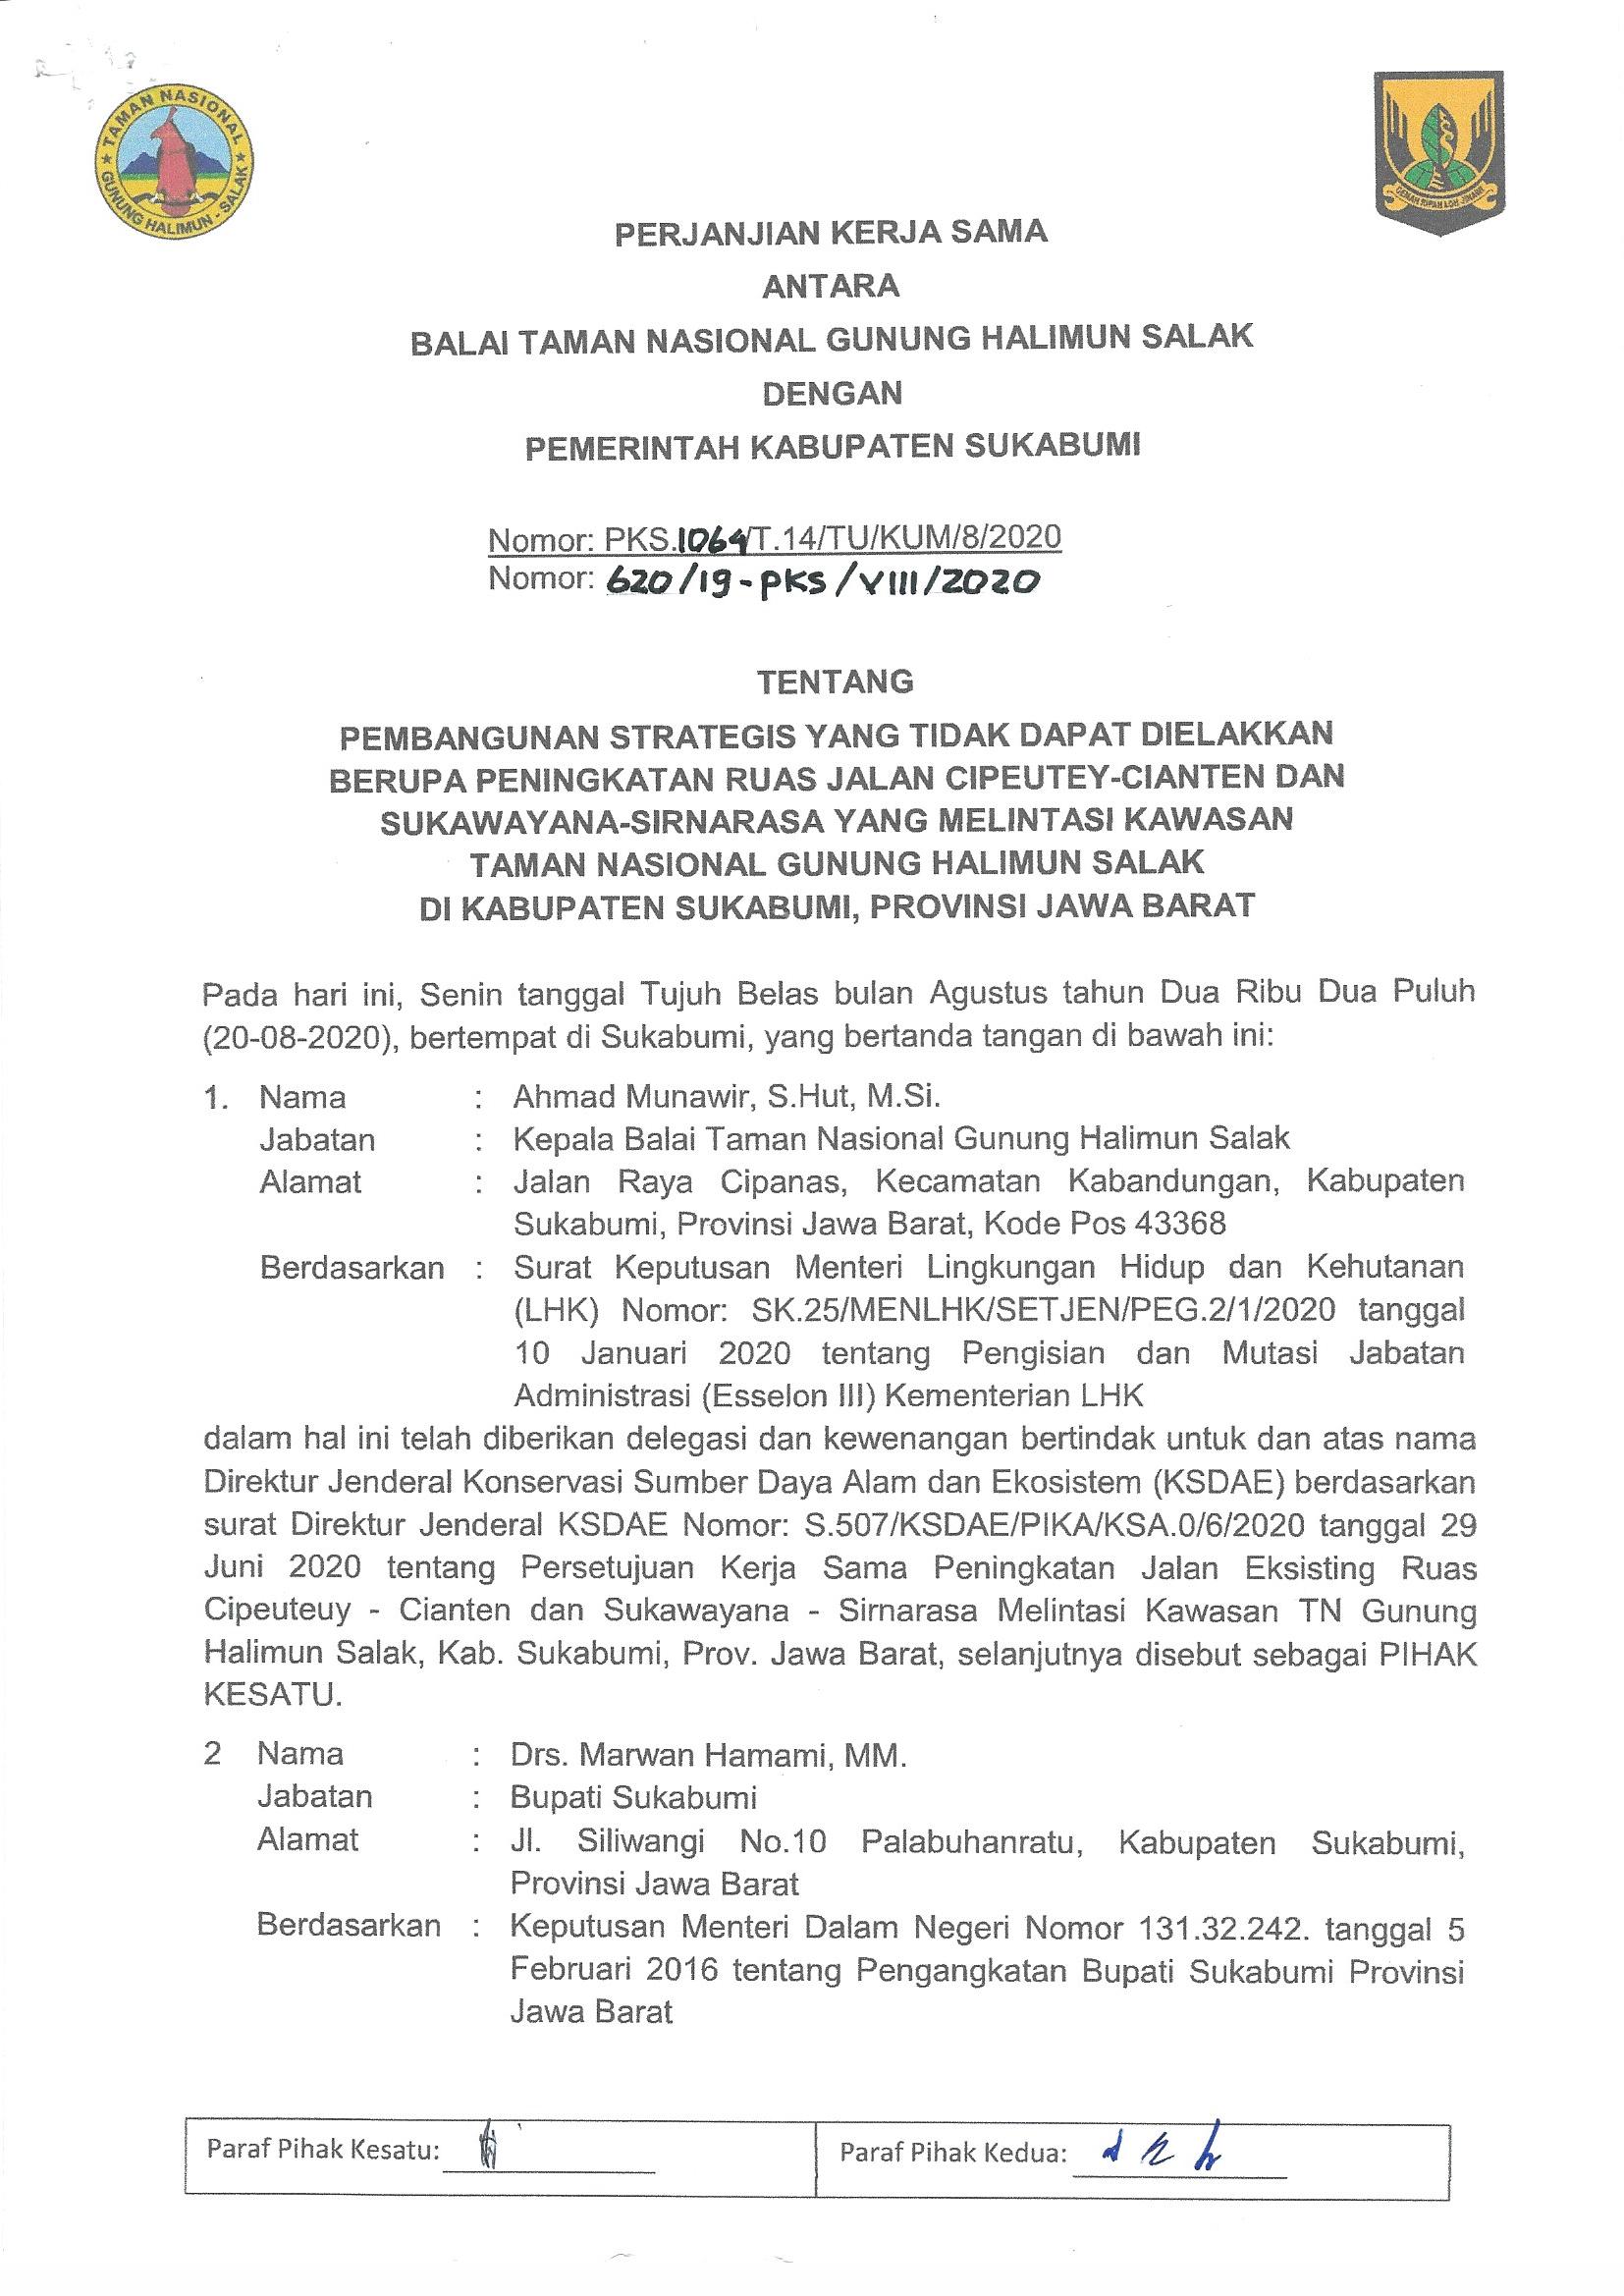 TAMAN NASIONAL
GUNUNG HALIMUN - SALAK
GEMAH RIPAH LOH JINAWI
PERJANJIAN KERJA SAMA
ANTARA
BALAI TAMAN NASIONAL GUNUNG HALIMUN SALAK
DENGAN
PEMERINTAH KABUPATEN SUKABUMI
Nomor: PKS.1064/T.14/TU/KUM/8/2020
Nomor: 620/19-PKS/VIII/2020
TENTANG
PEMBANGUNAN STRATEGIS YANG TIDAK DAPAT DIELAKKAN
BERUPA PENINGKATAN RUAS JALAN CIPEUTEY-CIANTEN DAN
SUKAWAYANA-SIRNARASA YANG MELINTASI KAWASAN
TAMAN NASIONAL GUNUNG HALIMUN SALAK
DI KABUPATEN SUKABUMI, PROVINSI JAWA BARAT
Pada hari ini, Senin tanggal Tujuh Belas bulan Agustus tahun Dua Ribu Dua Puluh
(20-08-2020), bertempat di Sukabumi, yang bertanda tangan di bawah ini:
1. Nama : Ahmad Munawir, S.Hut, M.Si.
Jabatan : Kepala Balai Taman Nasional Gunung Halimun Salak
Alamat : Jalan Raya Cipanas, Kecamatan Kabandungan, Kabupaten
Sukabumi, Provinsi Jawa Barat, Kode Pos 43368
Berdasarkan : Surat Keputusan Menteri Lingkungan Hidup dan Kehutanan
(LHK) Nomor: SK.25/MENLHK/SETJEN/PEG.2/1/2020 tanggal
10 Januari 2020 tentang Pengisian dan Mutasi Jabatan
Administrasi (Esselon III) Kementerian LHK
dalam hal ini telah diberikan delegasi dan kewenangan bertindak untuk dan atas nama
Direktur Jenderal Konservasi Sumber Daya Alam dan Ekosistem (KSDAE) berdasarkan
surat Direktur Jenderal KSDAE Nomor: S.507/KSDAE/PIKA/KSA.0/6/2020 tanggal 29
Juni 2020 tentang Persetujuan Kerja Sama Peningkatan Jalan Eksisting Ruas
Cipeuteuy - Cianten dan Sukawayana - Sirnarasa Melintasi Kawasan TN Gunung
Halimun Salak, Kab. Sukabumi, Prov. Jawa Barat, selanjutnya disebut sebagai PIHAK
KESATU.
2 Nama : Drs. Marwan Hamami, MM.
Jabatan : Bupati Sukabumi
Alamat : Jl. Siliwangi No.10 Palabuhanratu, Kabupaten Sukabumi,
Provinsi Jawa Barat
Berdasarkan : Keputusan Menteri Dalam Negeri Nomor 131.32.242. tanggal 5
Februari 2016 tentang Pengangkatan Bupati Sukabumi Provinsi
Jawa Barat
Paraf Pihak Kesatu:
Paraf Pihak Kedua: